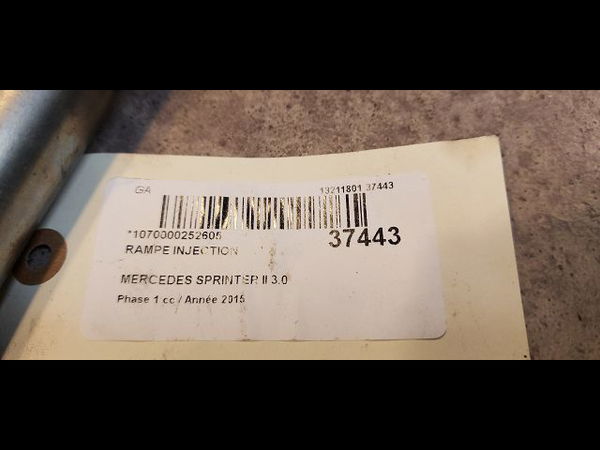 GA 13211801 37443
*1070000252605 37443
RAMPE INJECTION
MERCEDES SPRINTER II 3.0
Phase 1 cc / Année 2015